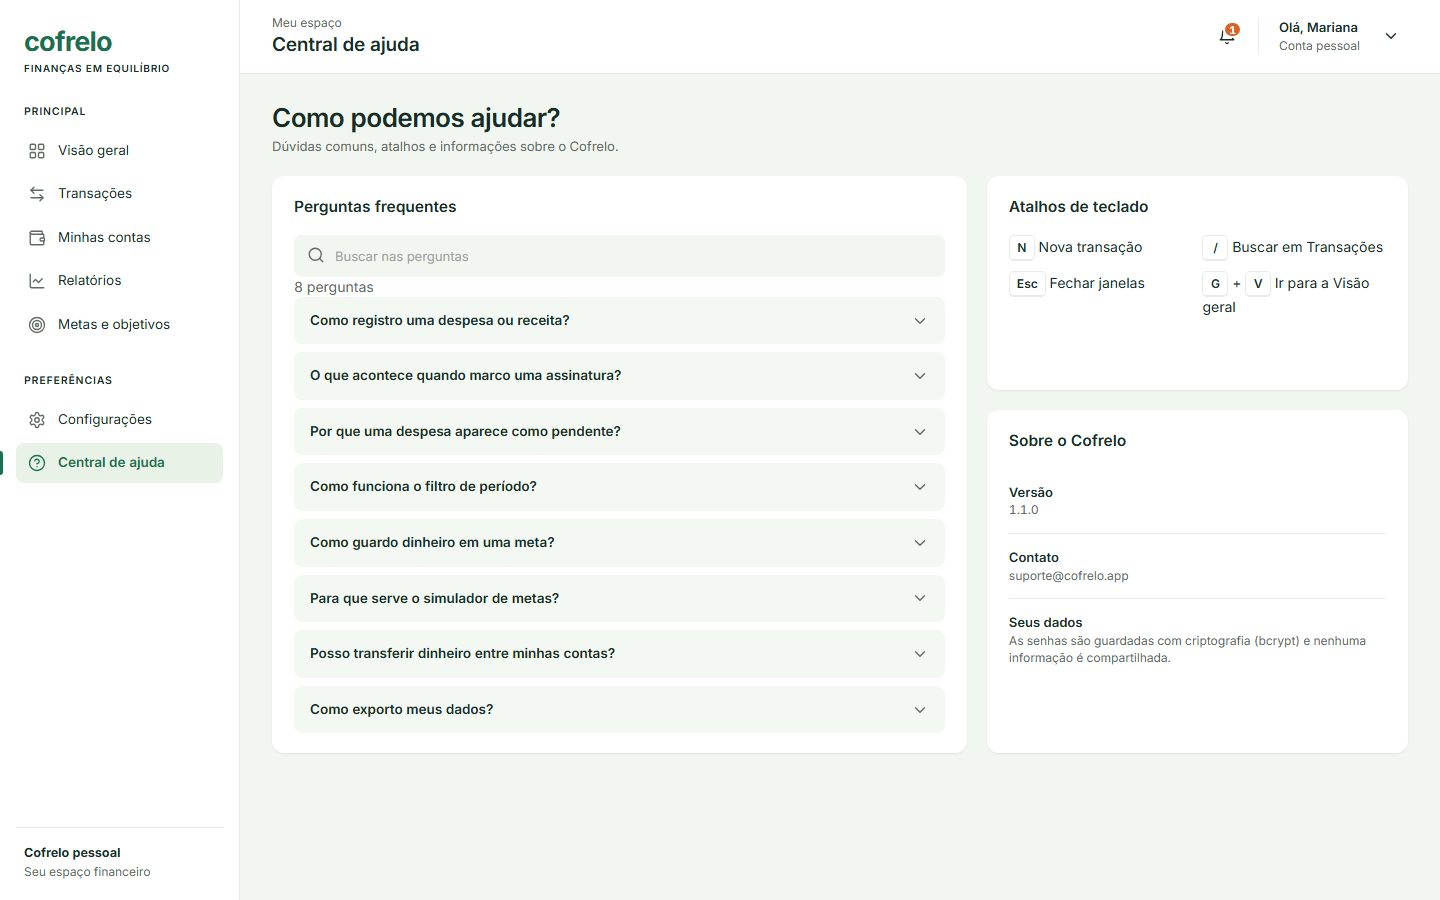 cofrelo
FINANÇAS EM EQUILÍBRIO
PRINCIPAL
Visão geral
Transações
Minhas contas
Relatórios
Metas e objetivos
PREFERÊNCIAS
Configurações
Central de ajuda
Cofrelo pessoal
Seu espaço financeiro
Meu espaço
Central de ajuda
1
Olá, Mariana
Conta pessoal
Como podemos ajudar?
Dúvidas comuns, atalhos e informações sobre o Cofrelo.
Perguntas frequentes
Buscar nas perguntas
8 perguntas
Como registro uma despesa ou receita?
O que acontece quando marco uma assinatura?
Por que uma despesa aparece como pendente?
Como funciona o filtro de período?
Como guardo dinheiro em uma meta?
Para que serve o simulador de metas?
Posso transferir dinheiro entre minhas contas?
Como exporto meus dados?
Atalhos de teclado
N Nova transação
/ Buscar em Transações
Esc Fechar janelas
G + V Ir para a Visão
geral
Sobre o Cofrelo
Versão
1.1.0
Contato
suporte@cofrelo.app
Seus dados
As senhas são guardadas com criptografia (bcrypt) e nenhuma
informação é compartilhada.